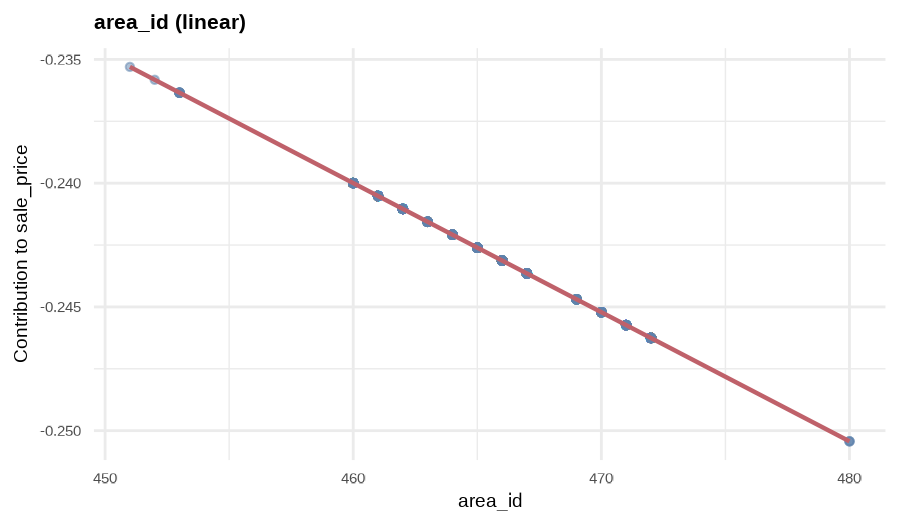 area_id (linear)
Contribution to sale_price
-0.235
-0.240
-0.245
-0.250
450
460
470
480
area_id